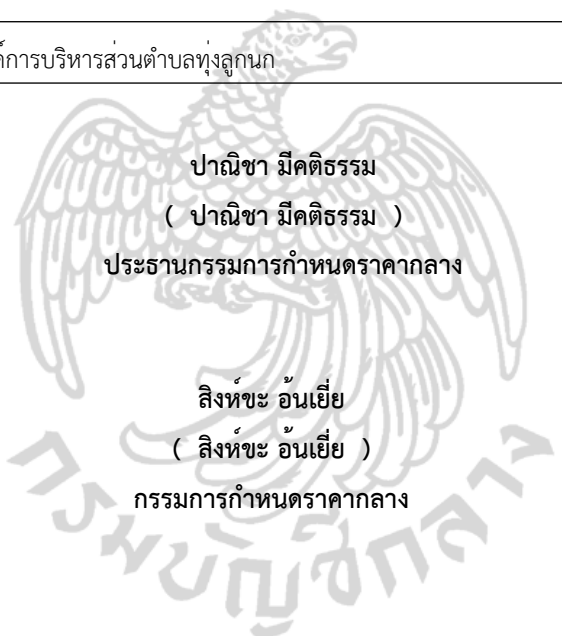 การบริหารส่วนตำบลทุ่งลูกนก
ปาณิชา มีคติธรรม
( ปาณิชา มีคติธรรม )
ประธานกรรมการกำหนดราคากลาง
สิงห์ขะ อ้นเยี่ย
( สิงห์ขะ อ้นเยี่ย )
กรรมการกำหนดราคากลาง
กรมบัญชีกลาง